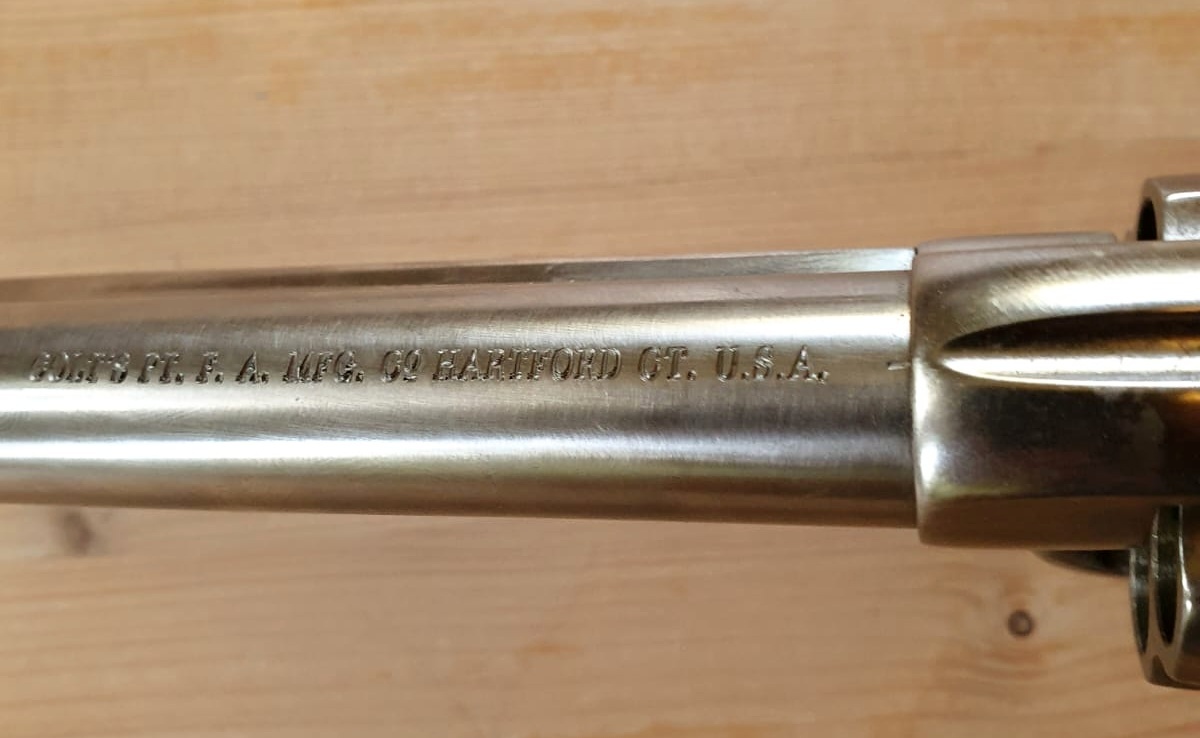 COLT'S PT. F. A. MFG. Co HARTFORD CT. U.S.A.